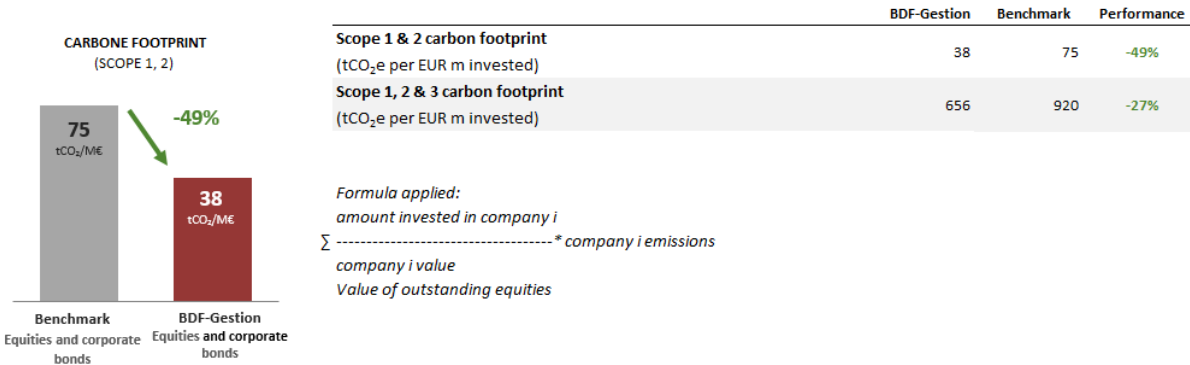 CARBONE FOOTPRINT
(SCOPE 1, 2)
75
tCO₂/M€
-49%
38
tCO₂/M€
Benchmark
Equities and corporate
bonds
BDF-Gestion
Equities and corporate
bonds
BDF-Gestion Benchmark Performance
Scope 1 & 2 carbon footprint
(tCO₂e per EUR m invested)
38 75 -49%
Scope 1, 2 & 3 carbon footprint
(tCO₂e per EUR m invested)
656 920 -27%
Formula applied:
amount invested in company i
∑ ------------------------------------* company i emissions
company i value
Value of outstanding equities